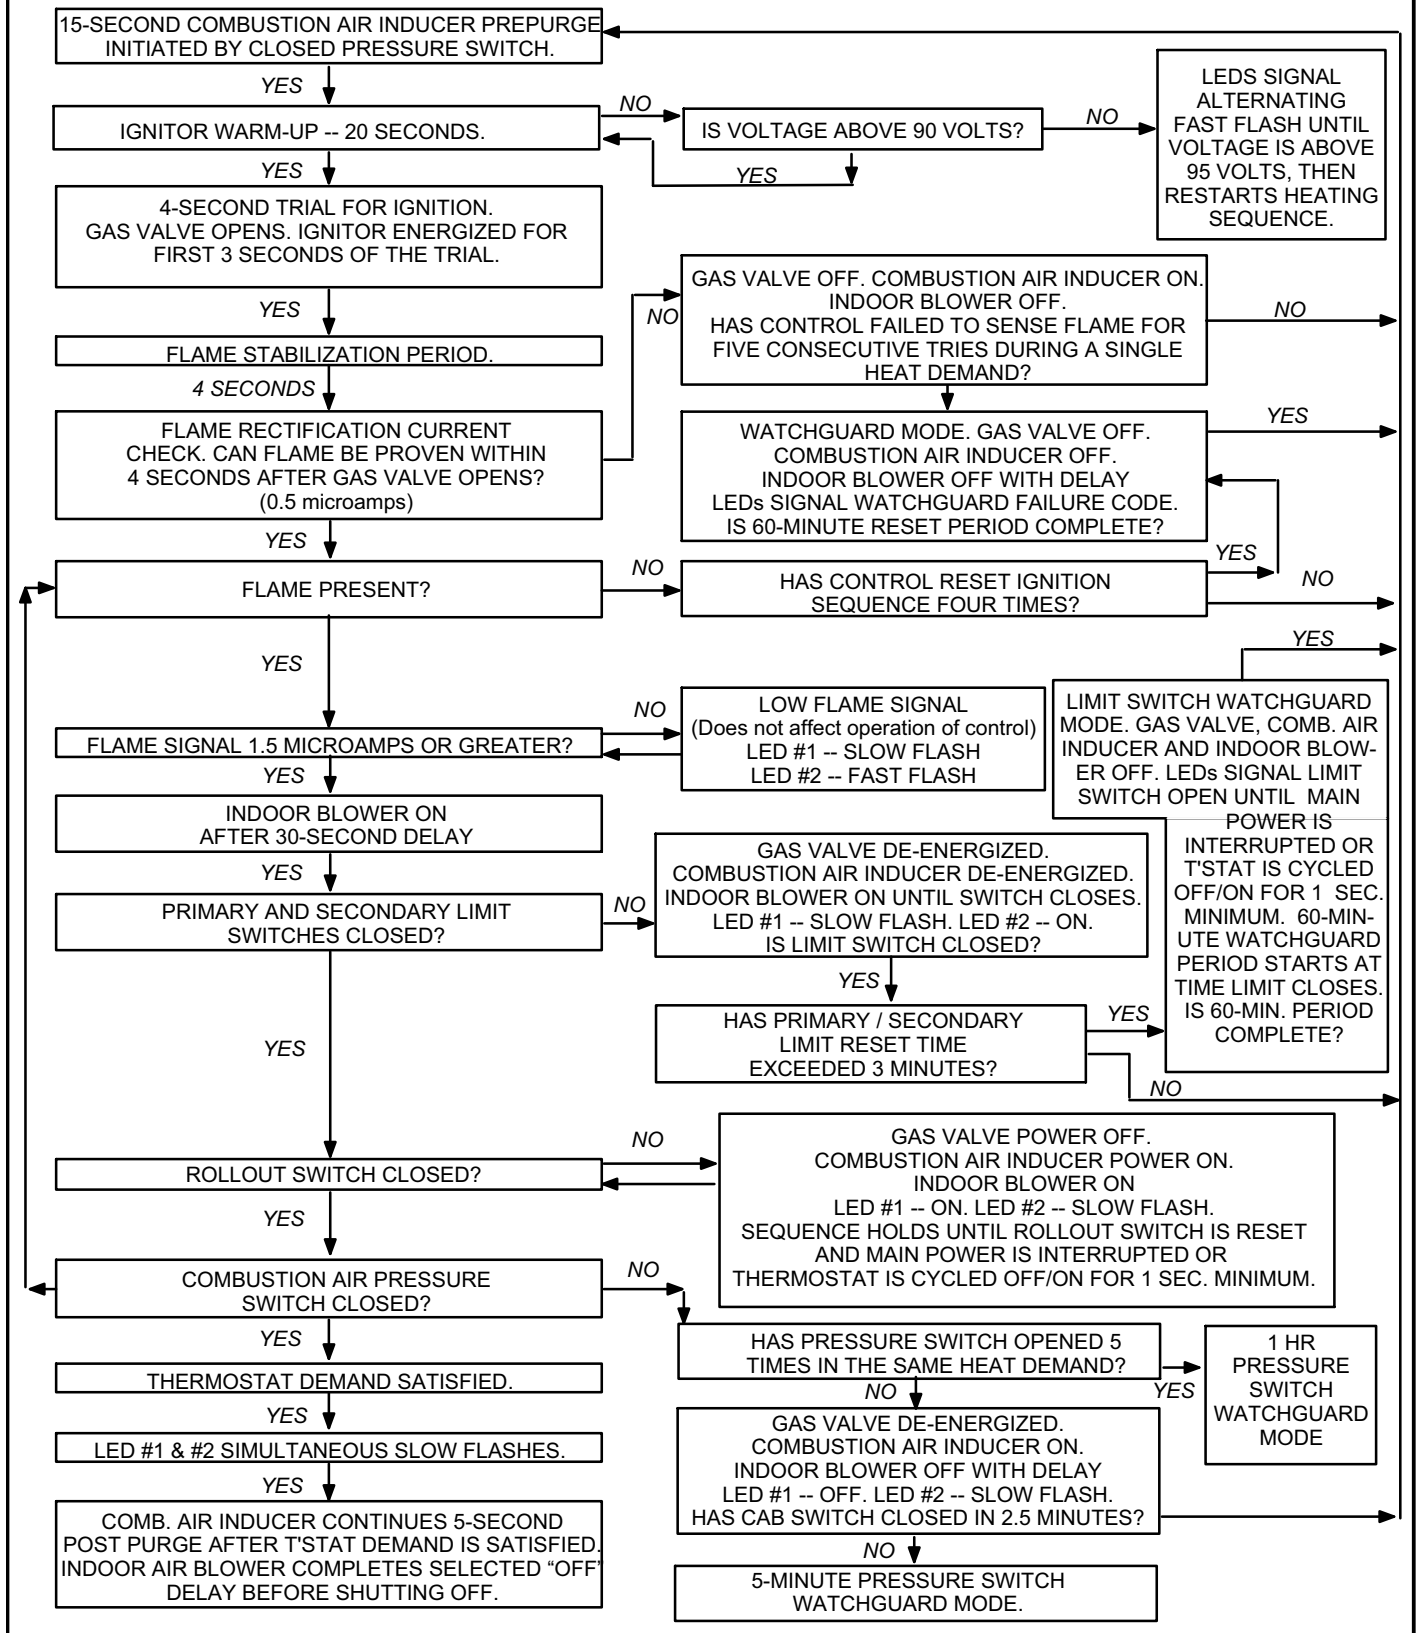 15-SECOND COMBUSTION AIR INDUCER PREPURGE
INITIATED BY CLOSED PRESSURE SWITCH.
YES
IGNITOR WARM-UP -- 20 SECONDS.
NO
IS VOLTAGE ABOVE 90 VOLTS?
NO
YES
LEDS SIGNAL
ALTERNATING
FAST FLASH UNTIL
VOLTAGE IS ABOVE
95 VOLTS, THEN
RESTARTS HEATING
SEQUENCE.
YES
4-SECOND TRIAL FOR IGNITION.
GAS VALVE OPENS. IGNITOR ENERGIZED FOR
FIRST 3 SECONDS OF THE TRIAL.
YES
FLAME STABILIZATION PERIOD.
4 SECONDS
FLAME RECTIFICATION CURRENT
CHECK. CAN FLAME BE PROVEN WITHIN
4 SECONDS AFTER GAS VALVE OPENS?
(0.5 microamps)
NO
GAS VALVE OFF. COMBUSTION AIR INDUCER ON.
INDOOR BLOWER OFF.
HAS CONTROL FAILED TO SENSE FLAME FOR
FIVE CONSECUTIVE TRIES DURING A SINGLE
HEAT DEMAND?
NO
WATCHGUARD MODE. GAS VALVE OFF.
COMBUSTION AIR INDUCER OFF.
INDOOR BLOWER OFF WITH DELAY
LEDs SIGNAL WATCHGUARD FAILURE CODE.
IS 60-MINUTE RESET PERIOD COMPLETE?
YES
YES
FLAME PRESENT?
NO
HAS CONTROL RESET IGNITION
SEQUENCE FOUR TIMES?
YES
NO
YES
FLAME SIGNAL 1.5 MICROAMPS OR GREATER?
NO
LOW FLAME SIGNAL
(Does not affect operation of control)
LED #1 -- SLOW FLASH
LED #2 -- FAST FLASH
YES
LIMIT SWITCH WATCHGUARD
MODE. GAS VALVE, COMB. AIR
INDUCER AND INDOOR BLOW-
ER OFF. LEDs SIGNAL LIMIT
SWITCH OPEN UNTIL MAIN
POWER IS
INTERRUPTED OR
T'STAT IS CYCLED
OFF/ON FOR 1 SEC.
MINIMUM. 60-MIN-
UTE WATCHGUARD
PERIOD STARTS AT
TIME LIMIT CLOSES.
IS 60-MIN. PERIOD
COMPLETE?
YES
INDOOR BLOWER ON
AFTER 30-SECOND DELAY
YES
PRIMARY AND SECONDARY LIMIT
SWITCHES CLOSED?
NO
GAS VALVE DE-ENERGIZED.
COMBUSTION AIR INDUCER DE-ENERGIZED.
INDOOR BLOWER ON UNTIL SWITCH CLOSES.
LED #1 -- SLOW FLASH. LED #2 -- ON.
IS LIMIT SWITCH CLOSED?
YES
HAS PRIMARY / SECONDARY
LIMIT RESET TIME
EXCEEDED 3 MINUTES?
YES
NO
YES
ROLLOUT SWITCH CLOSED?
NO
GAS VALVE POWER OFF.
COMBUSTION AIR INDUCER POWER ON.
INDOOR BLOWER ON
LED #1 -- ON. LED #2 -- SLOW FLASH.
SEQUENCE HOLDS UNTIL ROLLOUT SWITCH IS RESET
AND MAIN POWER IS INTERRUPTED OR
THERMOSTAT IS CYCLED OFF/ON FOR 1 SEC. MINIMUM.
YES
COMBUSTION AIR PRESSURE
SWITCH CLOSED?
NO
HAS PRESSURE SWITCH OPENED 5
TIMES IN THE SAME HEAT DEMAND?
YES
1 HR
PRESSURE
SWITCH
WATCHGUARD
MODE
NO
GAS VALVE DE-ENERGIZED.
COMBUSTION AIR INDUCER ON.
INDOOR BLOWER OFF WITH DELAY
LED #1 -- OFF. LED #2 -- SLOW FLASH.
HAS CAB SWITCH CLOSED IN 2.5 MINUTES?
NO
5-MINUTE PRESSURE SWITCH
WATCHGUARD MODE.
YES
THERMOSTAT DEMAND SATISFIED.
YES
LED #1 & #2 SIMULTANEOUS SLOW FLASHES.
YES
COMB. AIR INDUCER CONTINUES 5-SECOND
POST PURGE AFTER T'STAT DEMAND IS SATISFIED.
INDOOR AIR BLOWER COMPLETES SELECTED “OFF”
DELAY BEFORE SHUTTING OFF.